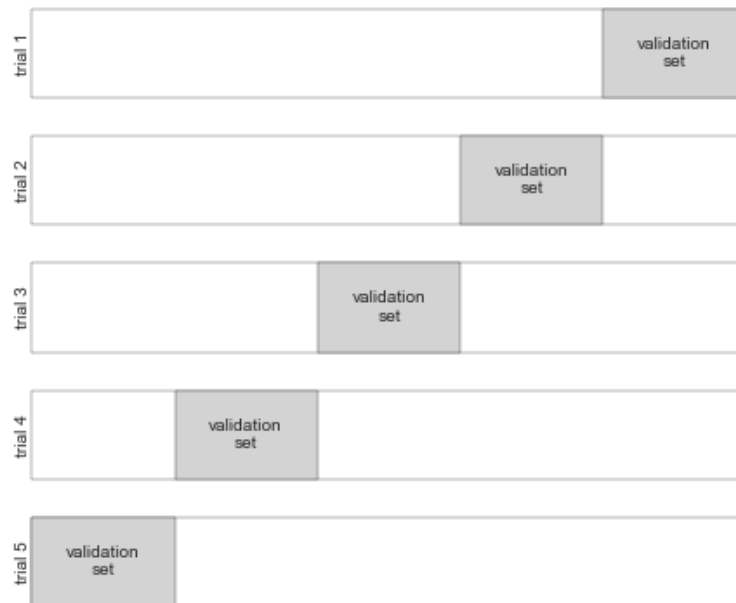 trial 1
validation
set
trial 2
validation
set
trial 3
validation
set
trial 4
validation
set
trial 5
validation
set